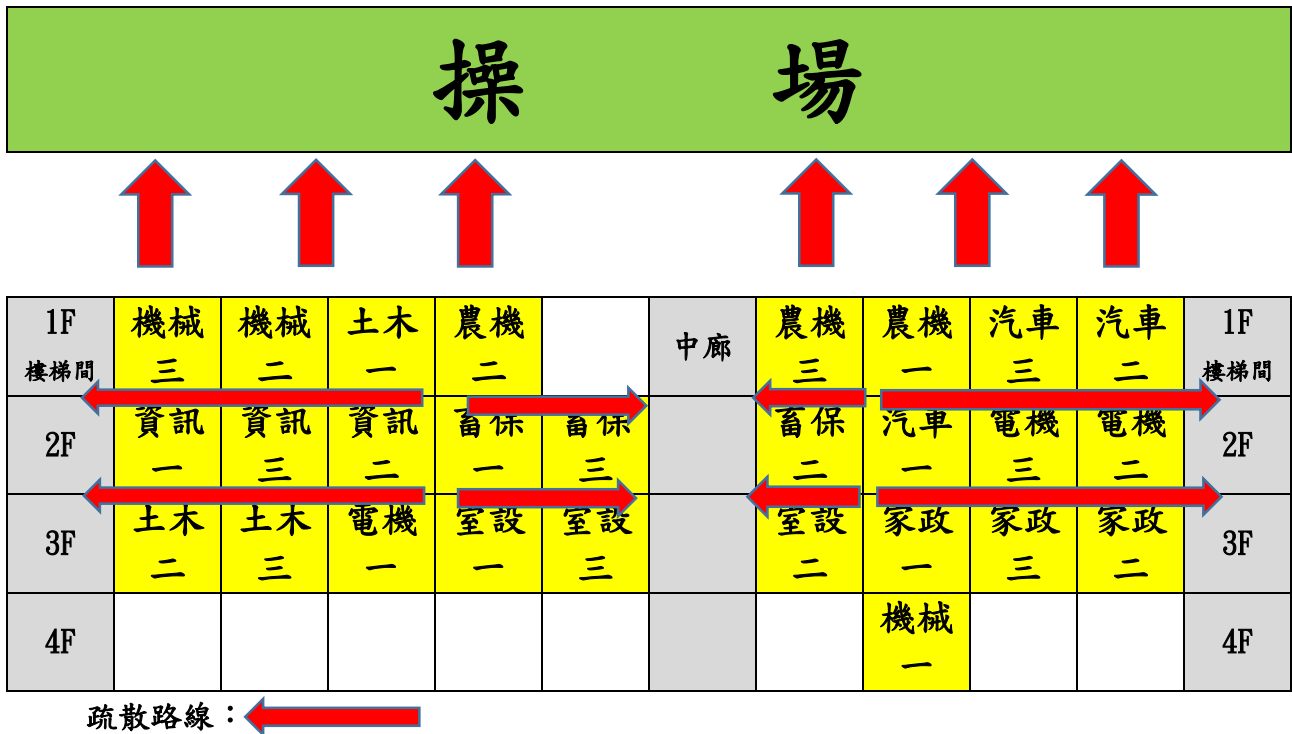 操 場
1F 機械 機械 土木 農機 中廊 農機 農機 汽車 汽車 1F
樓梯間 三 二 一 二 三 一 三 二 樓梯間
2F 資訊 資訊 資訊 畜保 畜保 畜保 汽車 電機 電機 2F
一 三 二 一 三 二 一 三 二
3F 土木 土木 電機 室設 室設 室設 家政 家政 家政 3F
二 三 一 一 三 二 一 三 二
4F 機械 4F
一
疏散路線：